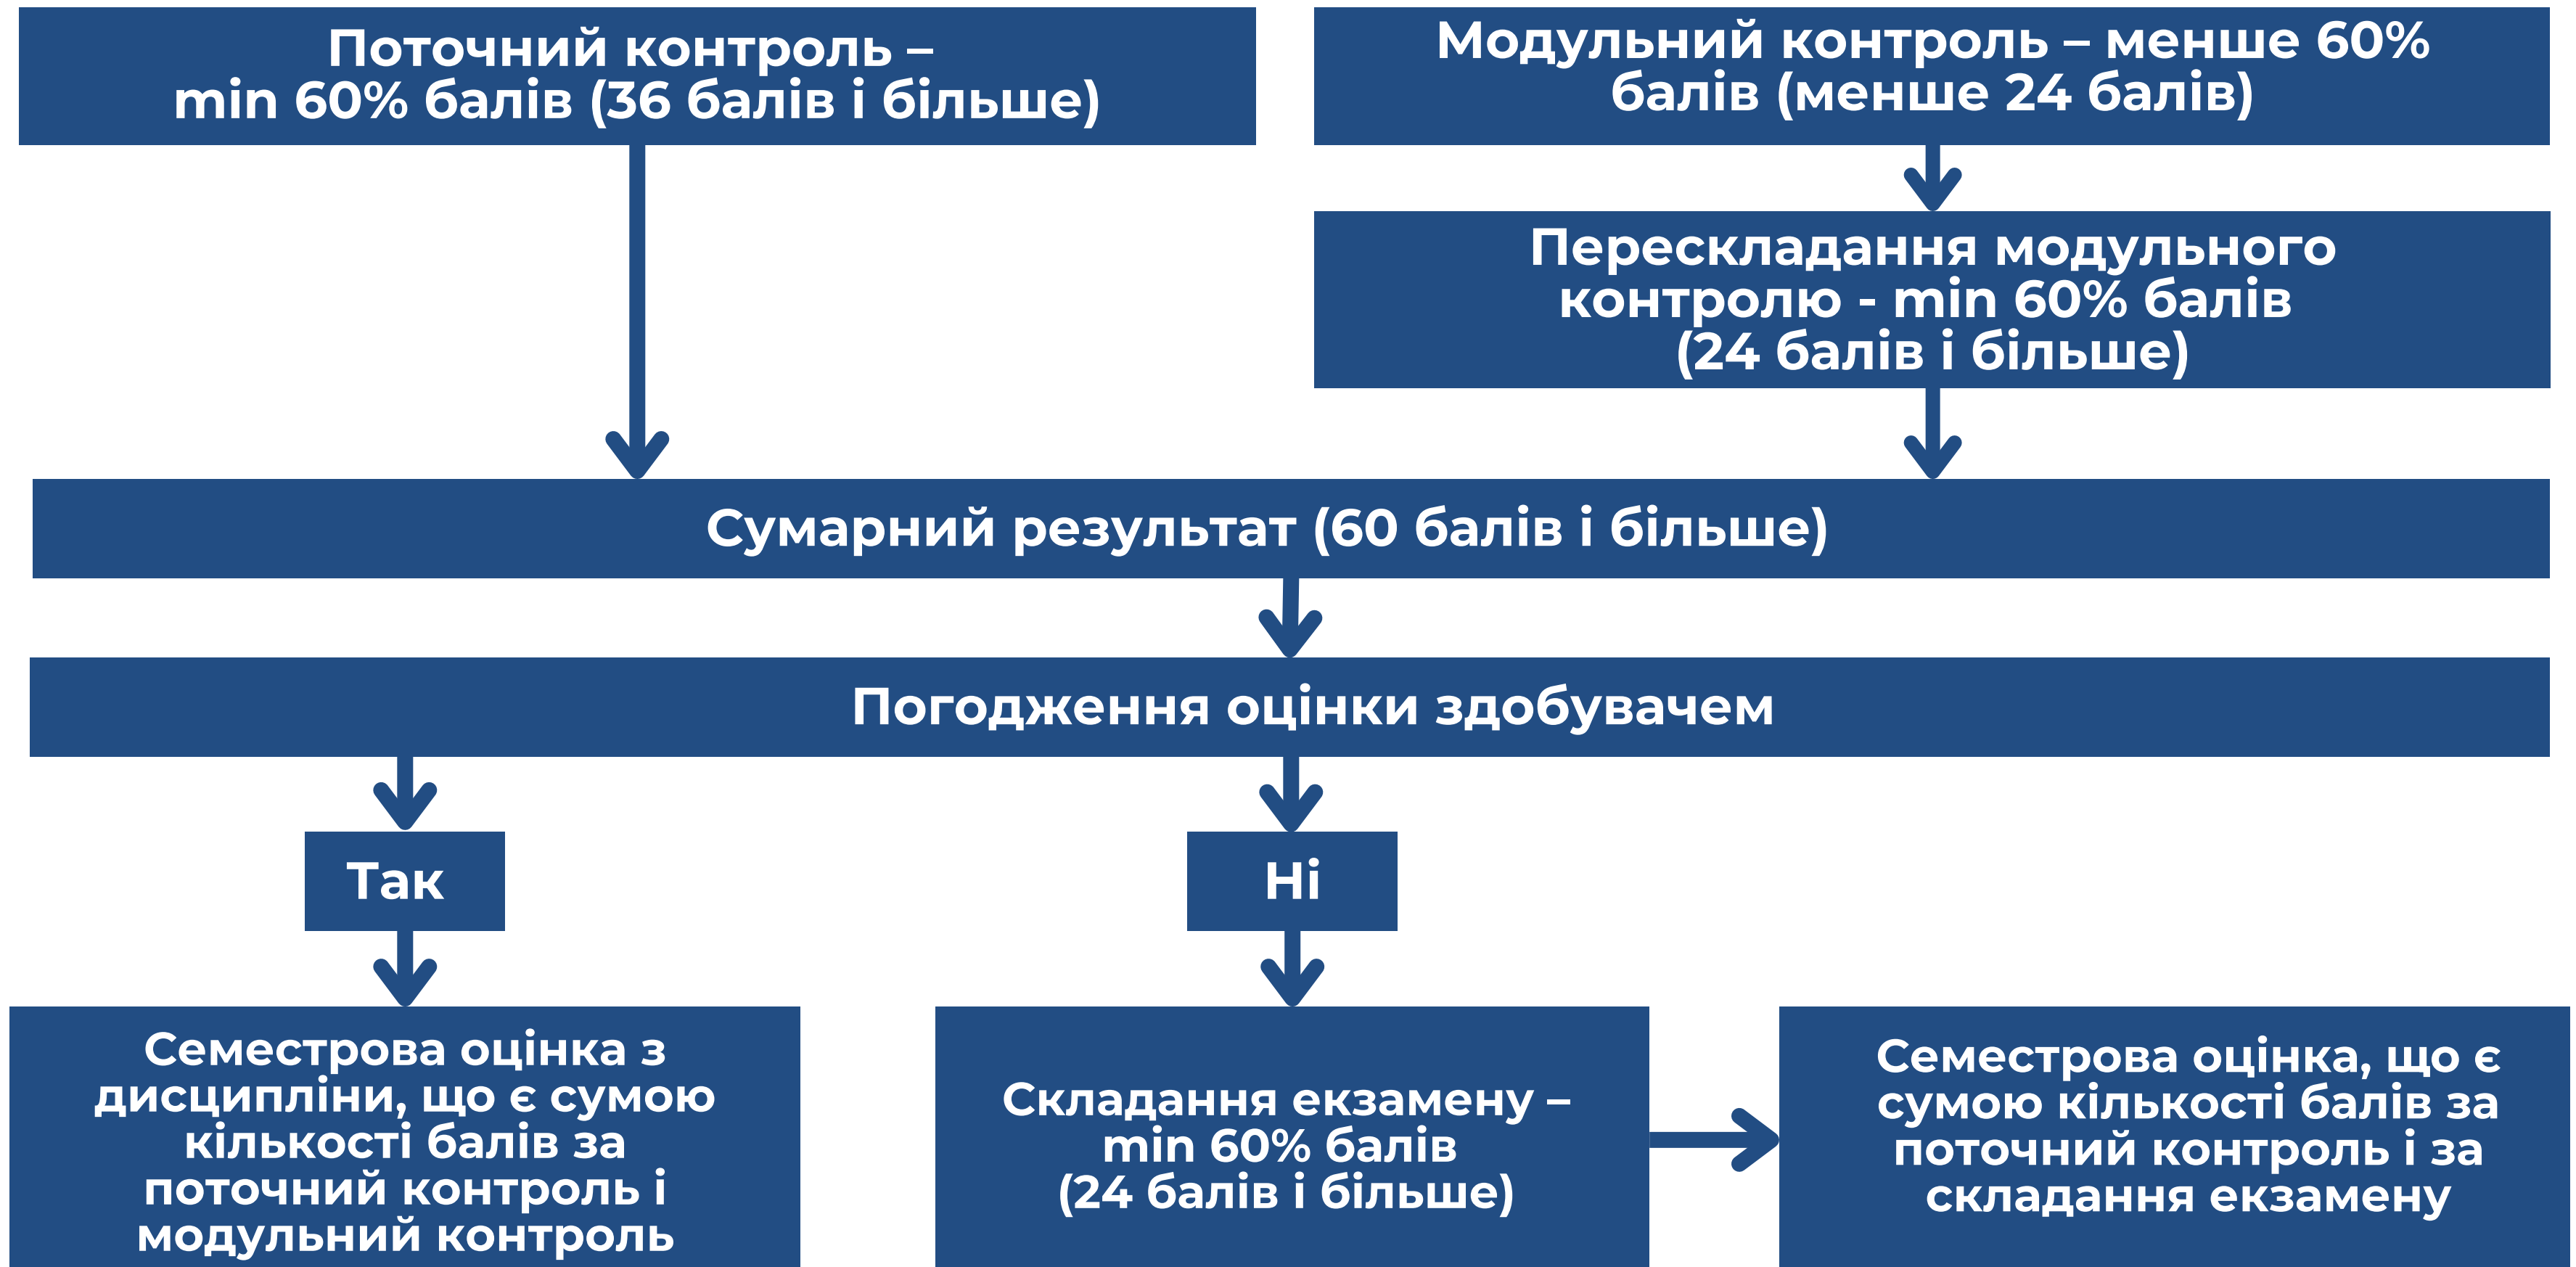 Поточний контроль –
min 60% балів (36 балів і більше)
Модульний контроль – менше 60%
балів (менше 24 балів)
Перескладання модульного
контролю - min 60% балів
(24 балів і більше)
Сумарний результат (60 балів і більше)
Погодження оцінки здобувачем
Так
Ні
Семестрова оцінка з
дисципліни, що є сумою
кількості балів за
поточний контроль і
модульний контроль
Складання екзамену –
min 60% балів
(24 балів і більше)
Семестрова оцінка, що є
сумою кількості балів за
поточний контроль і за
складання екзамену